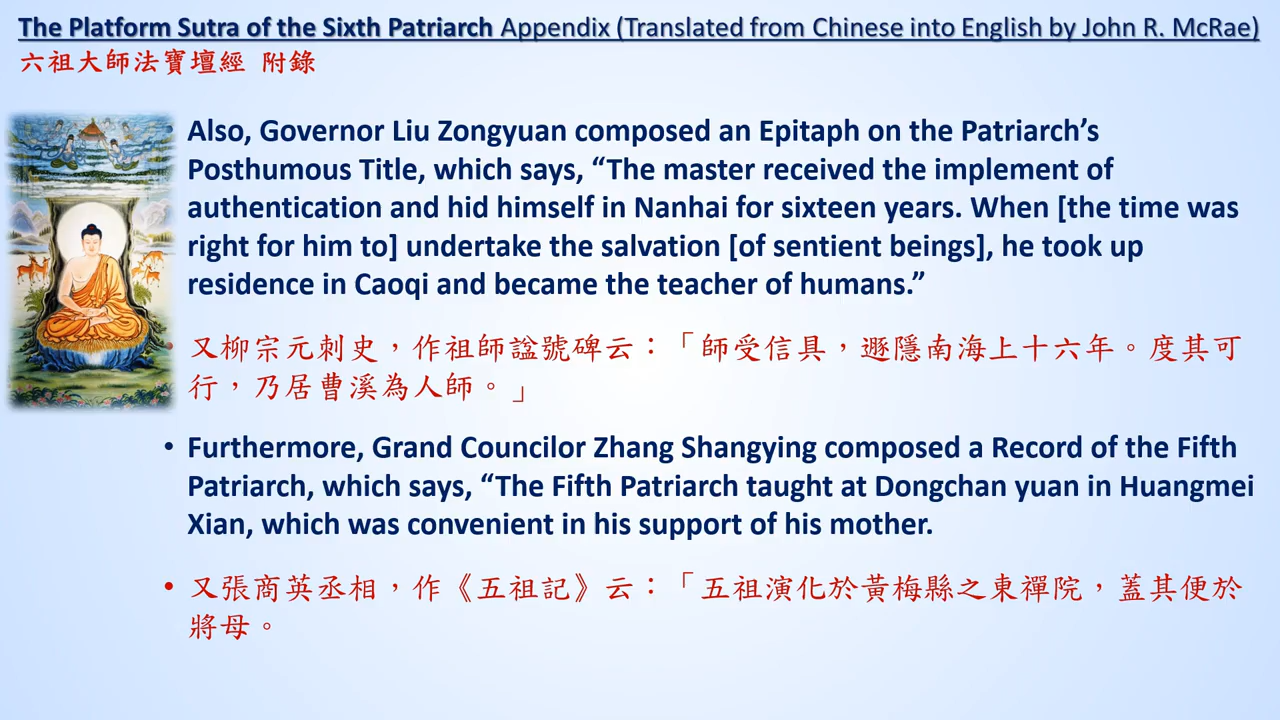 The Platform Sutra of the Sixth Patriarch Appendix (Translated from Chinese into English by John R. McRae)
六祖大師法寶壇經 附錄
Also, Governor Liu Zongyuan composed an Epitaph on the Patriarch’s
Posthumous Title, which says, “The master received the implement of
authentication and hid himself in Nanhai for sixteen years. When [the time was
right for him to] undertake the salvation [of sentient beings], he took up
residence in Caoqi and became the teacher of humans.”
又柳宗元刺史，作祖師諡號碑云：「師受信具，遯隱南海上十六年。度其可
行，乃居曹溪為人師。」
• Furthermore, Grand Councilor Zhang Shangying composed a Record of the Fifth
Patriarch, which says, “The Fifth Patriarch taught at Dongchan yuan in Huangmei
Xian, which was convenient in his support of his mother.
• 又張商英丞相，作《五祖記》云：「五祖演化於黃梅縣之東禪院，蓋其便於
將母。